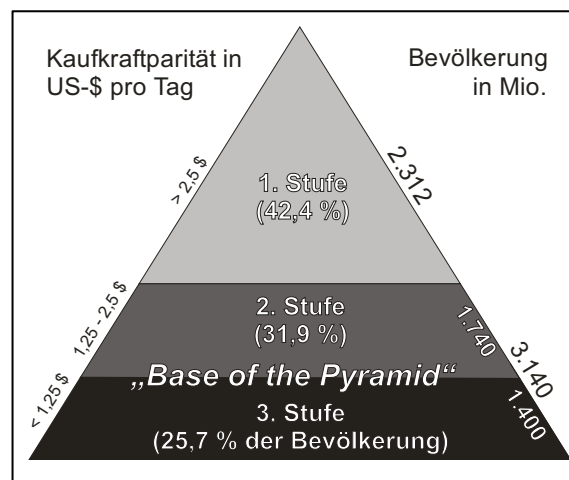 Kaufkraftparität in
US-$ pro Tag
Bevölkerung
in Mio.
> 2,5 $
1. Stufe
(42,4 %)
2.312
1,25 - 2,5 $
2. Stufe
(31,9 %)
1.740
3.140
„Base of the Pyramid“
< 1,25 $
3. Stufe
(25,7 % der Bevölkerung)
1.400